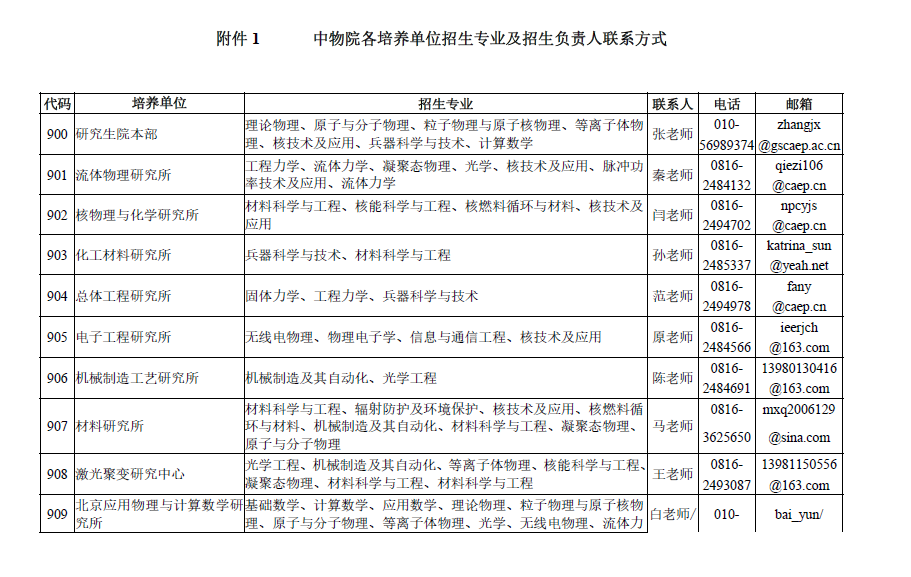 附件 1 中物院各培养单位招生专业及招生负责人联系方式
代码 培养单位 招生专业 联系人 电话 邮箱
900 研究生院本部 理论物理、原子与分子物理、粒子物理与原子核物理、等离子体物
理、核技术及应用、兵器科学与技术、计算数学 张老师 010-
56989374 zhangjx
@gscaep.ac.cn
901 流体物理研究所 工程力学、流体力学、凝聚态物理、光学、核技术及应用、脉冲功
率技术及应用、流体力学 秦老师 0816-
2484132 qiezi106
@caep.cn
902 核物理与化学研究所 材料科学与工程、核能科学与工程、核燃料循环与材料、核技术及
应用 闫老师 0816-
2494702 npcyjs
@caep.cn
903 化工材料研究所 兵器科学与技术、材料科学与工程 孙老师 0816-
2485337 katrina_sun
@yeah.net
904 总体工程研究所 固体力学、工程力学、兵器科学与技术 范老师 0816-
2494978 fany
@caep.cn
905 电子工程研究所 无线电物理、物理电子学、信息与通信工程、核技术及应用 原老师 0816-
2484566 ieerjch
@163.com
906 机械制造工艺研究所 机械制造及其自动化、光学工程 陈老师 0816-
2484691 13980130416
@163.com
907 材料研究所 材料科学与工程、辐射防护及环境保护、核技术及应用、核燃料循
环与材料、机械制造及其自动化、材料科学与工程、凝聚态物理、
原子与分子物理 马老师 0816-
3625650 mxq2006129
@sina.com
908 激光聚变研究中心 光学工程、机械制造及其自动化、等离子体物理、核能科学与工程、
凝聚态物理、材料科学与工程、材料科学与工程 王老师 0816-
2493087 13981150556
@163.com
909 北京应用物理与计算数学研
究所 基础数学、计算数学、应用数学、理论物理、粒子物理与原子核物
理、原子与分子物理、等离子体物理、光学、无线电物理、流体力 白老师/ 010- bai_yun/